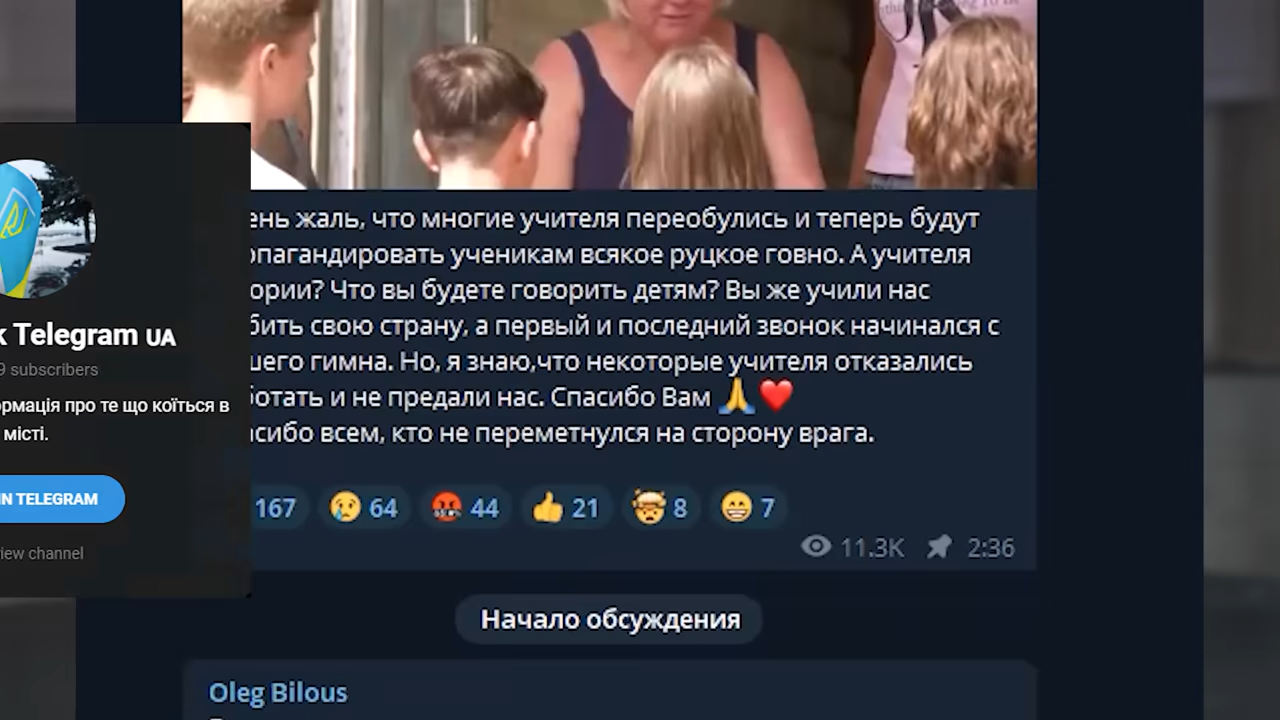 ень жаль, что многие учителя переобулись и теперь будут
опагандировать ученикам всякое руцкое говно. А учителя
ории? Что вы будете говорить детям? Вы же учили нас
бить свою страну, а первый и последний звонок начинался с
шего гимна. Но, я знаю,что некоторые учителя отказались
ботать и не предали нас. Спасибо Вам 🙏❤️
асибо всем, кто не переметнулся на сторону врага.
167 😢 64 🤬 44 👍 21 🤯 8 😁 7
11.3K 2:36
Начало обсуждения
Oleg Bilous
k Telegram UA
9 subscribers
ормація про те що коїться в
місті.
IN TELEGRAM
iew channel